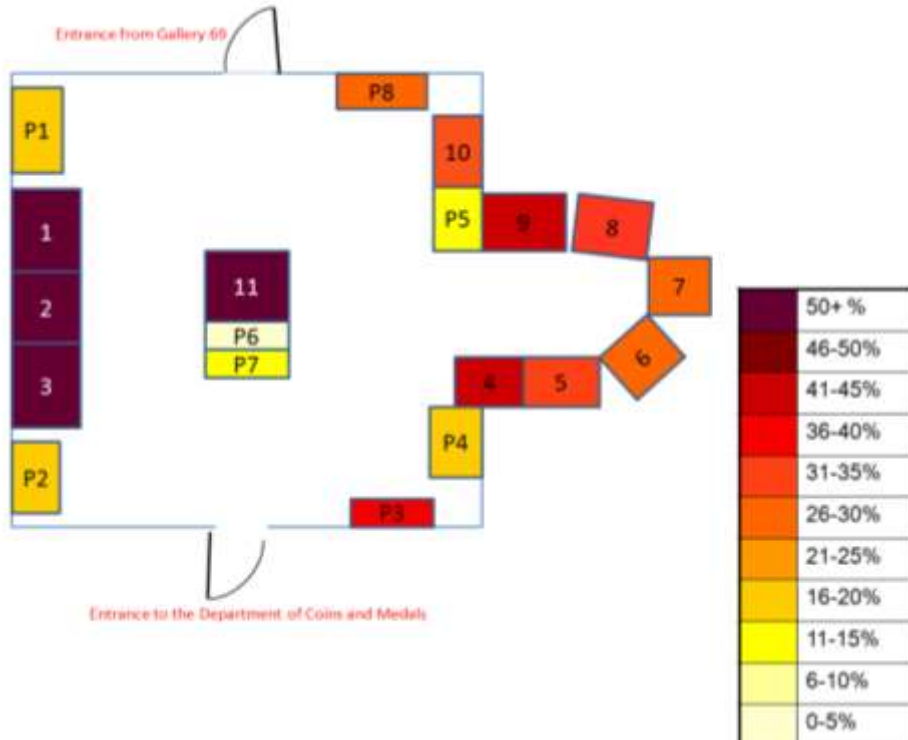 Entrance from Gallery 69
P8
P1
10
1
P5
9
8
11
7
2
P6
P7
6
3
4
5
P4
P2
P3
Entrance to the Department of Coins and Medals
50+ %
46-50%
41-45%
36-40%
31-35%
26-30%
21-25%
16-20%
11-15%
6-10%
0-5%